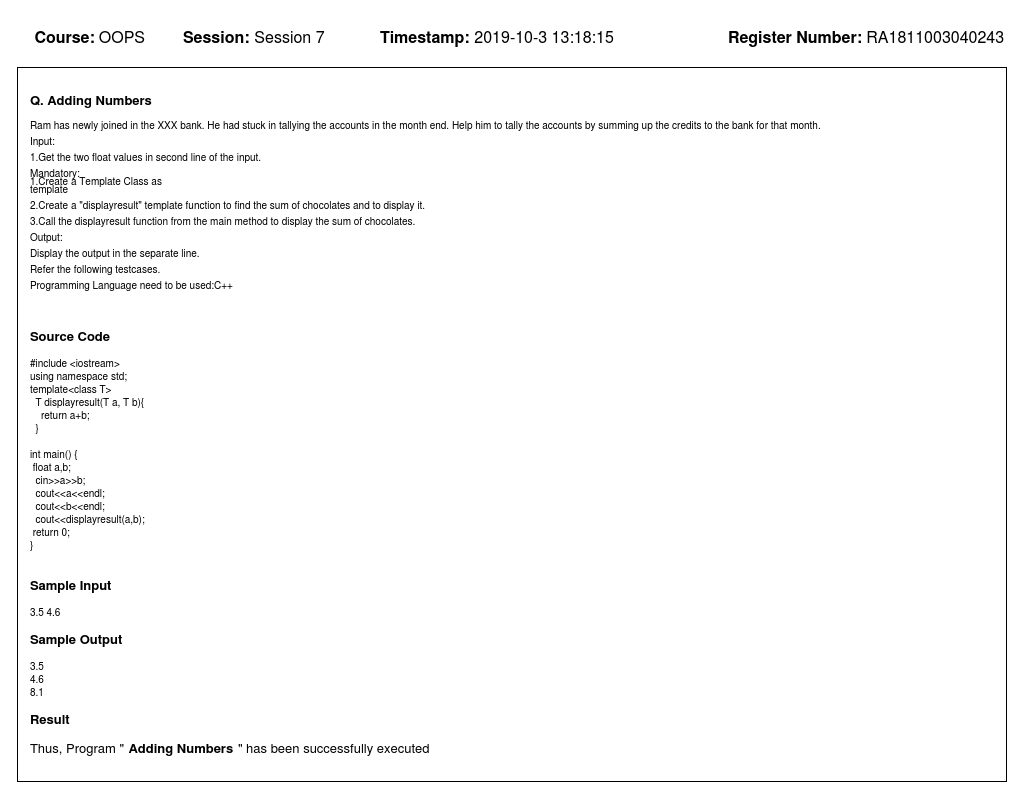 Course: OOPS Session: Session 7 Timestamp: 2019-10-3 13:18:15 Register Number: RA1811003040243
Q. Adding Numbers
Ram has newly joined in the XXX bank. He had stuck in tallying the accounts in the month end. Help him to tally the accounts by summing up the credits to the bank for that month.
Input:
1.Get the two float values in second line of the input.
Mandatory:
1.Create a Template Class as
template
2.Create a "displayresult" template function to find the sum of chocolates and to display it.
3.Call the displayresult function from the main method to display the sum of chocolates.
Output:
Display the output in the separate line.
Refer the following testcases.
Programming Language need to be used:C++
Source Code
#include <iostream>
using namespace std;
template<class T>
T displayresult(T a, T b){
return a+b;
}
int main() {
float a,b;
cin>>a>>b;
cout<<a<<endl;
cout<<b<<endl;
cout<<displayresult(a,b);
return 0;
}
Sample Input
3.5 4.6
Sample Output
3.5
4.6
8.1
Result
Thus, Program " Adding Numbers " has been successfully executed